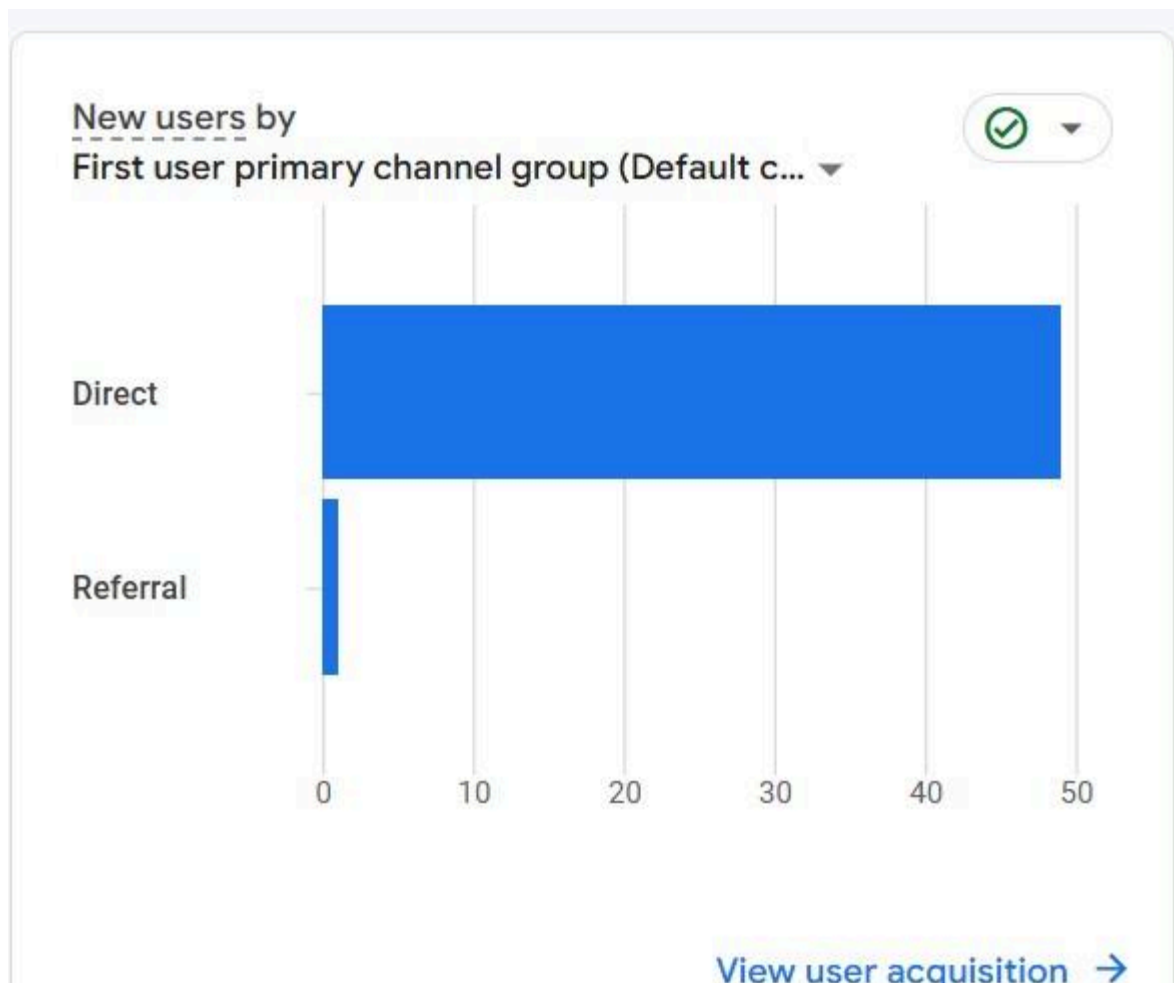 New users by
First user primary channel group (Default c...
Direct
Referral
0 10 20 30 40 50
View user acquisition →